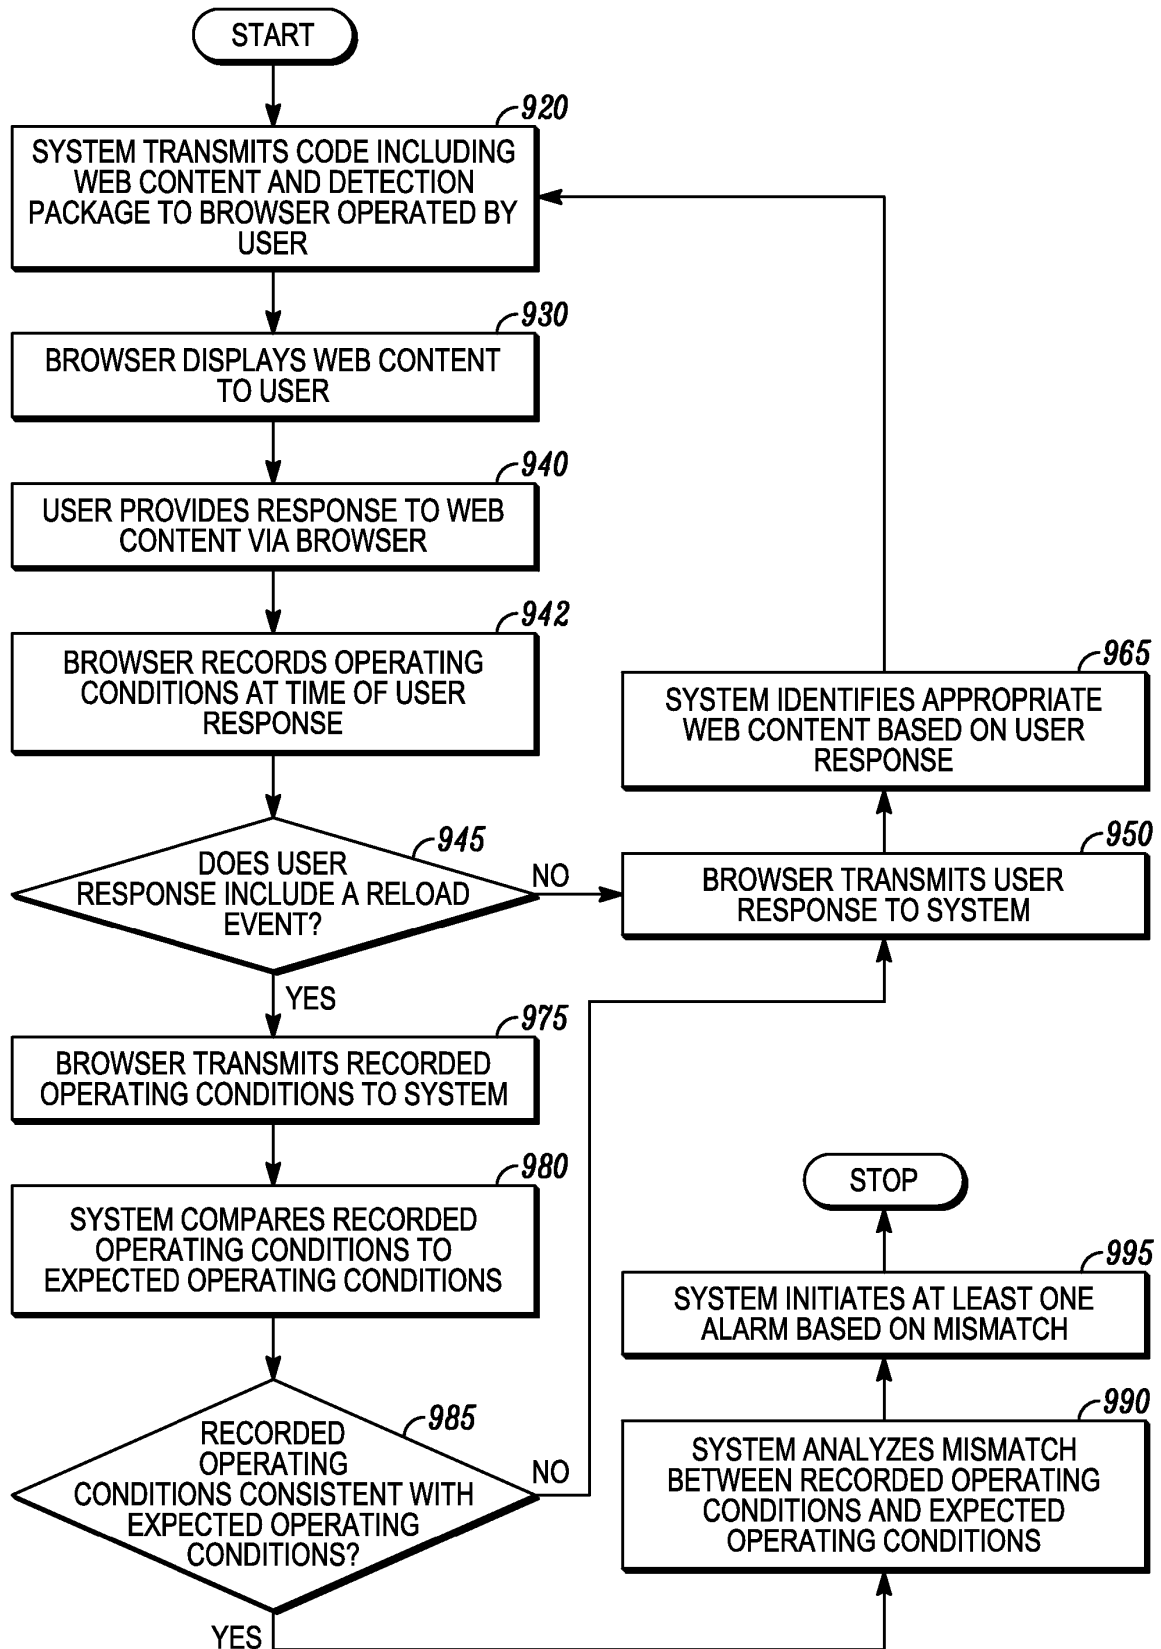 START
920
SYSTEM TRANSMITS CODE INCLUDING
WEB CONTENT AND DETECTION
PACKAGE TO BROWSER OPERATED BY
USER
930
BROWSER DISPLAYS WEB CONTENT
TO USER
940
USER PROVIDES RESPONSE TO WEB
CONTENT VIA BROWSER
942
BROWSER RECORDS OPERATING
CONDITIONS AT TIME OF USER
RESPONSE
945
DOES USER
RESPONSE INCLUDE A RELOAD
EVENT?
NO
YES
965
SYSTEM IDENTIFIES APPROPRIATE
WEB CONTENT BASED ON USER
RESPONSE
950
BROWSER TRANSMITS USER
RESPONSE TO SYSTEM
975
BROWSER TRANSMITS RECORDED
OPERATING CONDITIONS TO SYSTEM
980
SYSTEM COMPARES RECORDED
OPERATING CONDITIONS TO
EXPECTED OPERATING CONDITIONS
985
RECORDED
OPERATING
CONDITIONS CONSISTENT WITH
EXPECTED OPERATING
CONDITIONS?
NO
YES
STOP
995
SYSTEM INITIATES AT LEAST ONE
ALARM BASED ON MISMATCH
990
SYSTEM ANALYZES MISMATCH
BETWEEN RECORDED OPERATING
CONDITIONS AND EXPECTED
OPERATING CONDITIONS